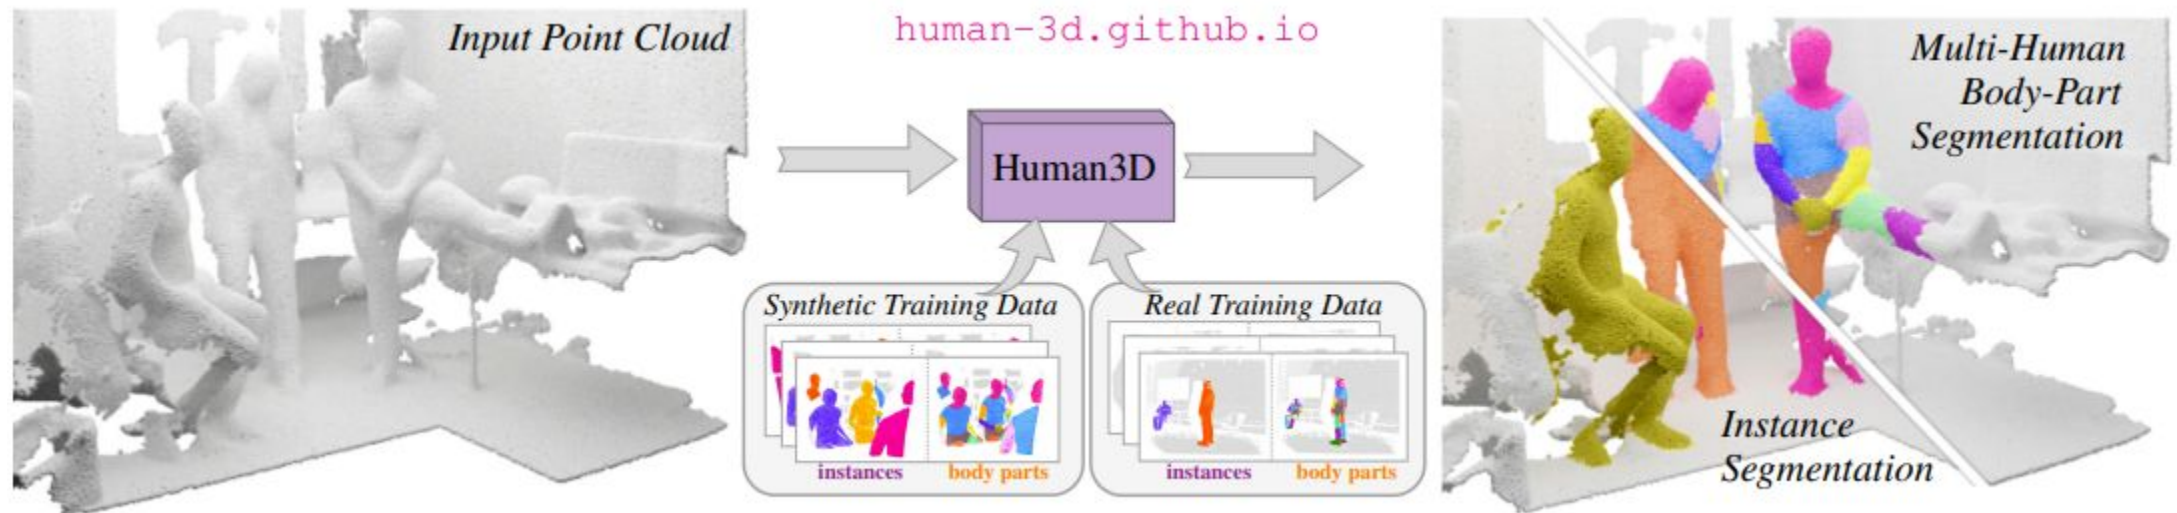 Input Point Cloud
human-3d.github.io
Human3D
Synthetic Training Data
instances
body parts
Real Training Data
instances
body parts
Multi-Human
Body-Part
Segmentation
Instance
Segmentation